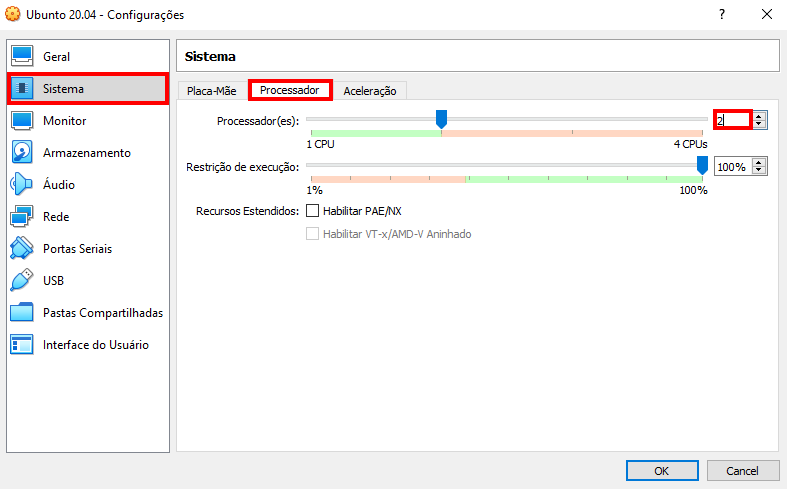 Ubunto 20.04 - Configurações
Geral
Sistema
Monitor
Armazenamento
Áudio
Rede
Portas Seriais
USB
Pastas Compartilhadas
Interface do Usuário
Sistema
Placa-Mãe Processador Aceleração
Processador(es): 2
1 CPU 4 CPUs
Restrição de execução: 100%
1% 100%
Recursos Estendidos: Habilitar PAE/NX
Habilitar VT-x/AMD-V Aninhado
OK Cancel